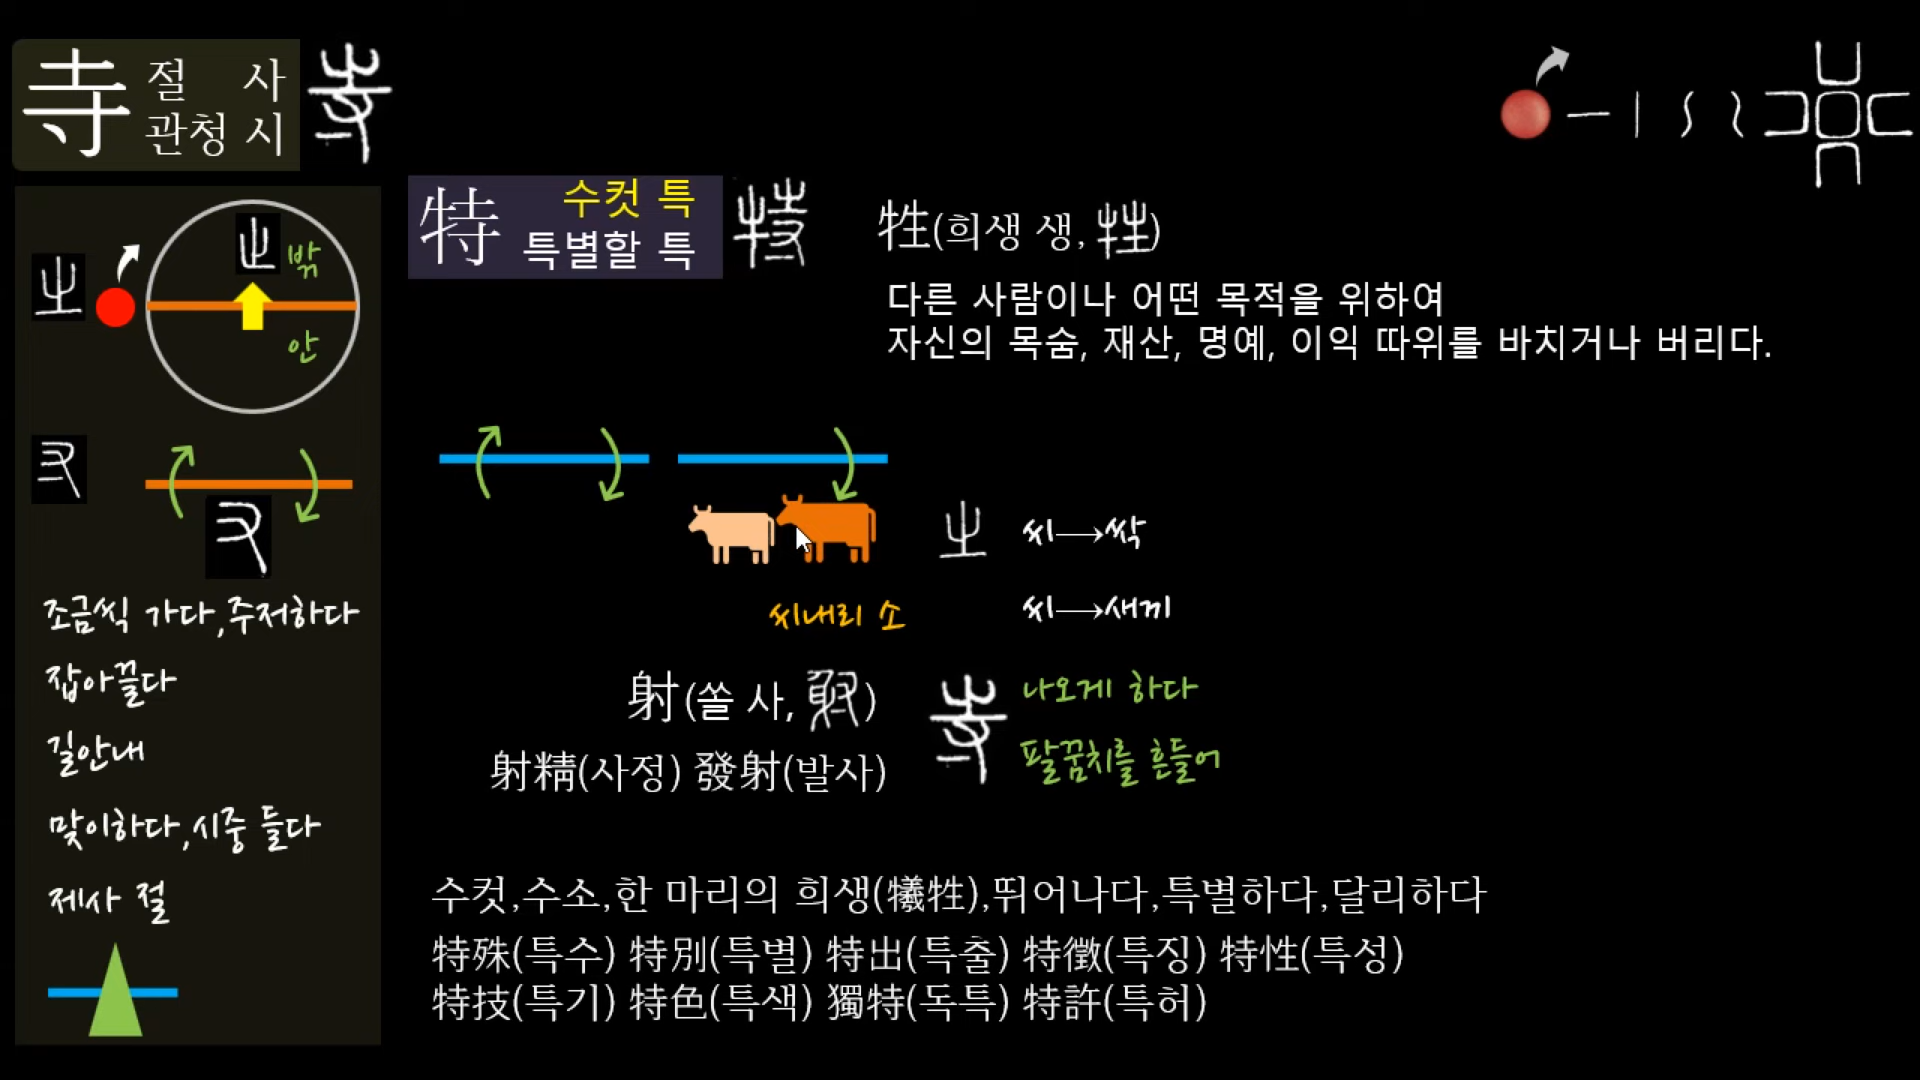 寺 절 사
관청 시
特 수컷 특
특별할 특
牲(희생 생, 牲)
다른 사람이나 어떤 목적을 위하여
자신의 목숨, 재산, 명예, 이익 따위를 바치거나 버리다.
밖
안
조금씩 가다,주저하다
잡아끌다
길안내
맞이하다,시중 들다
제사 절
씨→싹
씨→새끼
씨내리 소
射(쏠 사, 射)
射精(사정) 發射(발사)
나오게 하다
팔꿈치를 흔들어
수컷,수소,한 마리의 희생(犧牲),뛰어나다,특별하다,달리하다
特殊(특수) 特別(특별) 特出(특출) 特徵(특징) 特性(특성)
特技(특기) 特色(특색) 獨特(독특) 特許(특허)